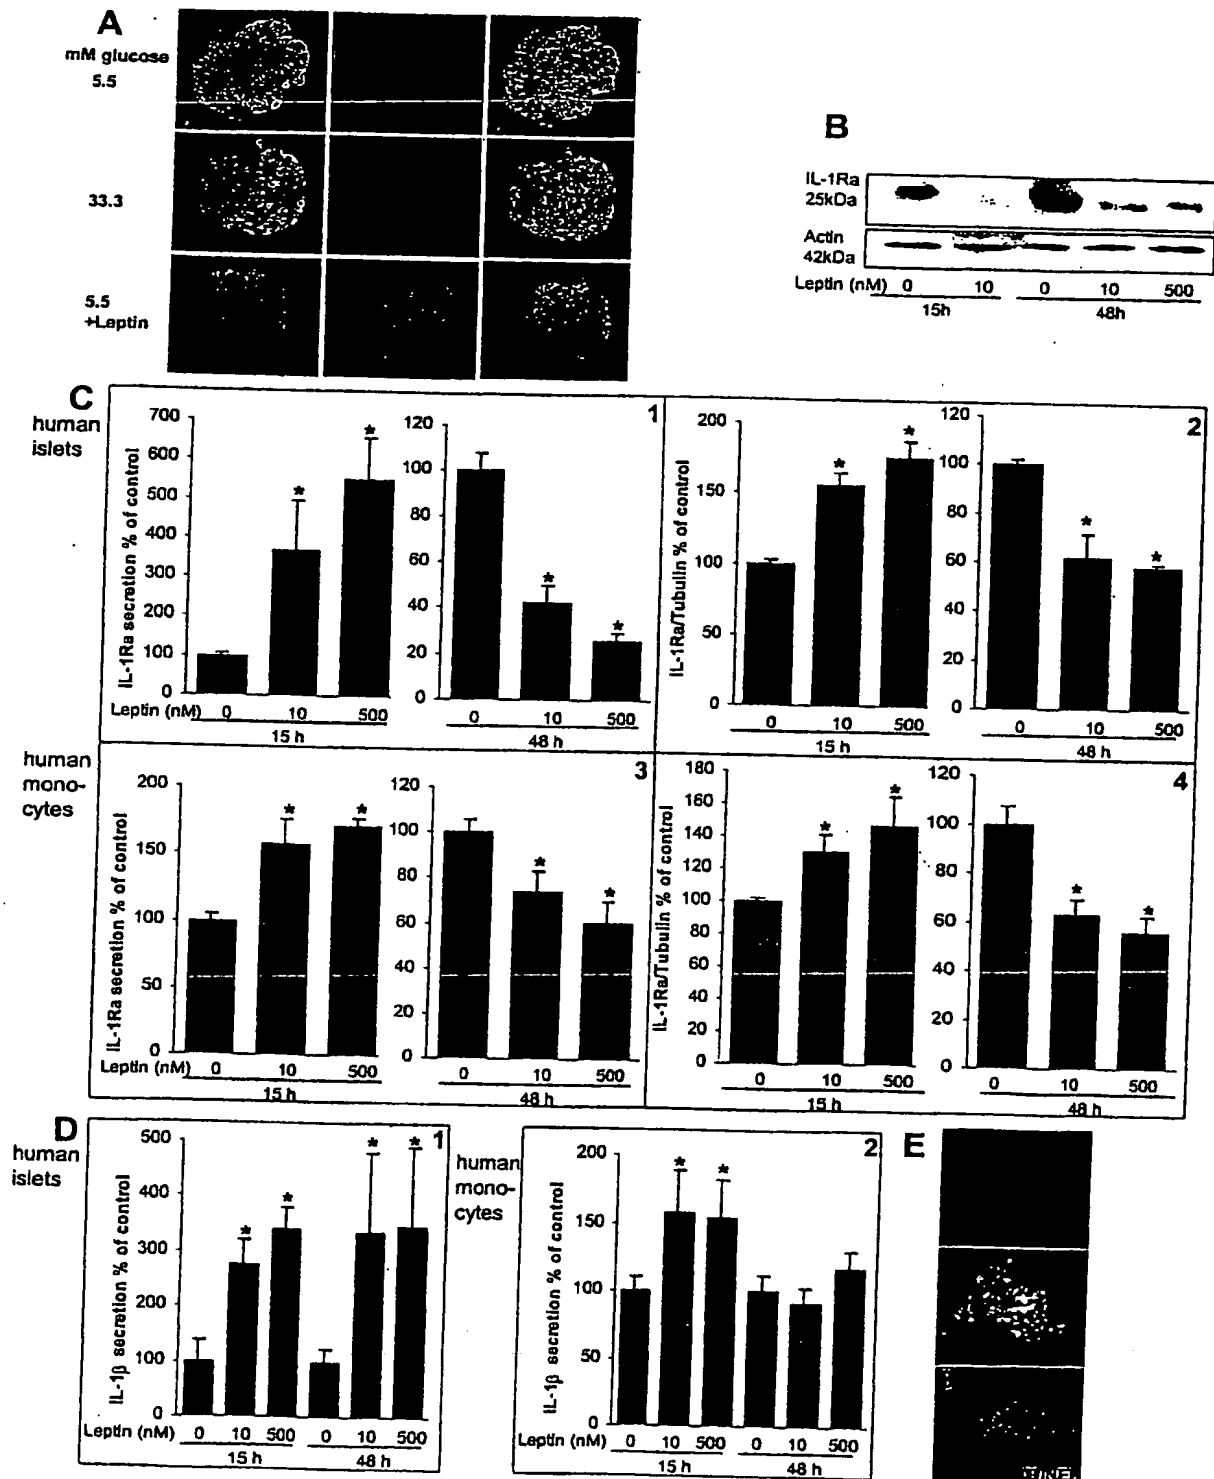 A
mM glucose
5.5
33.3
5.5
+Leptin
B
IL-1Ra
25kDa
Actin
42kDa
Leptin (nM) 0 10 0 10 500
15h 48h
C
human
islets
1
IL-1Ra secretion % of control
700
600
500
400
300
200
100
0
* *
120
100
80
60
40
20
0
* *
Leptin (nM) 0 10 500 0 10 500
15 h 48 h
2
IL-1Ra/Tubulin % of control
200
150
100
50
0
* *
120
100
80
60
40
20
0
* *
0 10 500 0 10 500
15 h 48 h
human
mono-
cytes
3
IL-1Ra secretion % of control
200
150
100
50
0
* *
120
100
80
60
40
20
0
* *
Leptin (nM) 0 10 500 0 10 500
15 h 48 h
4
IL-1Ra/Tubulin % of control
180
160
140
120
100
80
60
40
20
0
* *
120
100
80
60
40
20
0
* *
0 10 500 0 10 500
15 h 48 h
D
human
islets
1
IL-1β secretion % of control
500
400
300
200
100
0
* * * *
Leptin (nM) 0 10 500 0 10 500
15 h 48 h
human
mono-
cytes
2
IL-1β secretion % of control
200
150
100
50
0
* *
Leptin (nM) 0 10 500 0 10 500
15 h 48 h
E